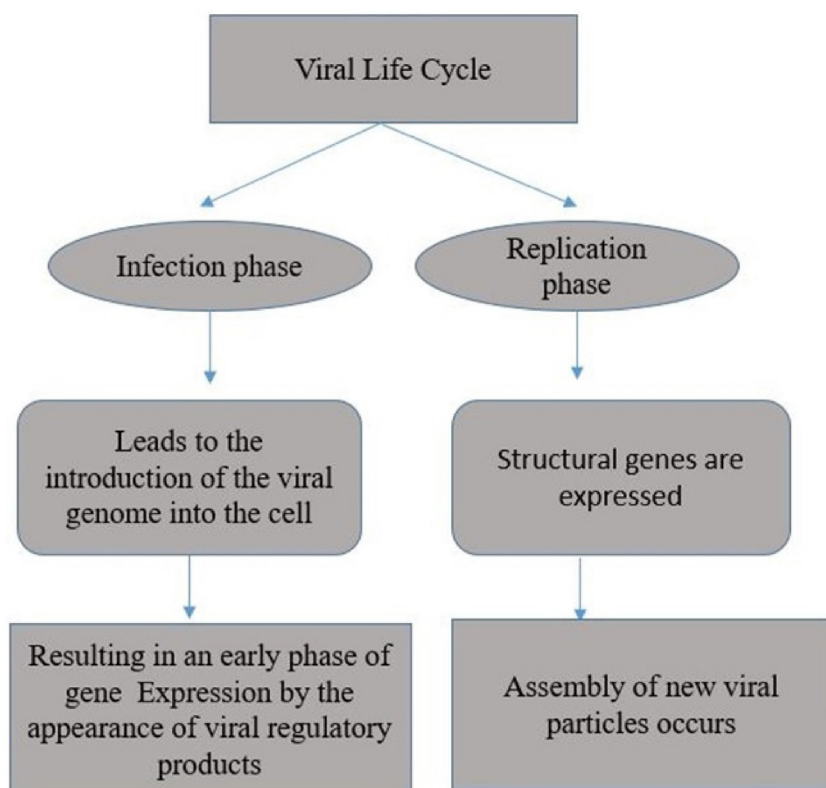 Viral Life Cycle
Infection phase
Replication
phase
Leads to the
introduction of the viral
genome into the cell
Structural genes are
expressed
Resulting in an early phase of
gene Expression by the
appearance of viral regulatory
products
Assembly of new viral
particles occurs